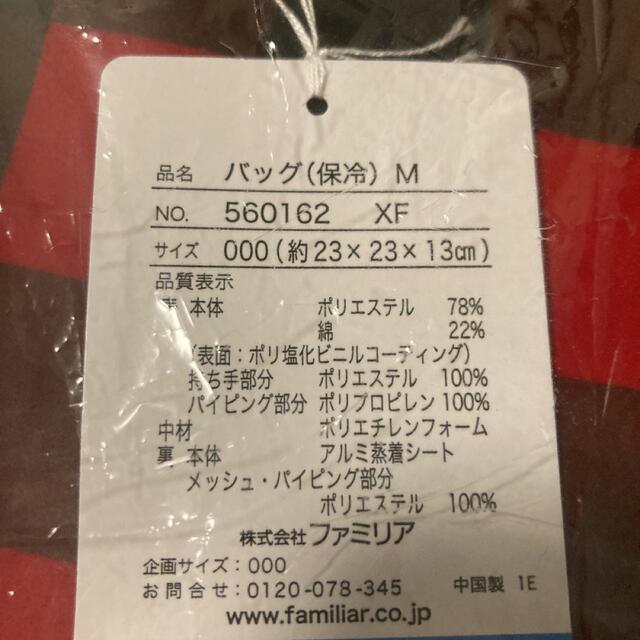 品名 バッグ(保冷) M
NO. 560162 XF
サイズ 000(約23×23×13㎝)
品質表示
表 本体 ポリエステル 78%
綿 22%
(表面:ポリ塩化ビニルコーディング)
持ち手部分 ポリエステル 100%
パイピング部分 ポリプロピレン 100%
中材 ポリエチレンフォーム
裏 本体 アルミ蒸着シート
メッシュ・パイピング部分
ポリエステル 100%
株式会社ファミリア
企画サイズ:000
お問合せ:0120-078-345 中国製 1E
www.familiar.co.jp